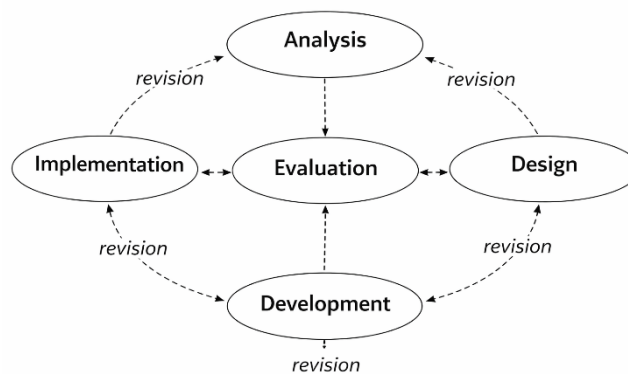 Analysis
revision
revision
Implementation
Evaluation
Design
revision
revision
Development
revision